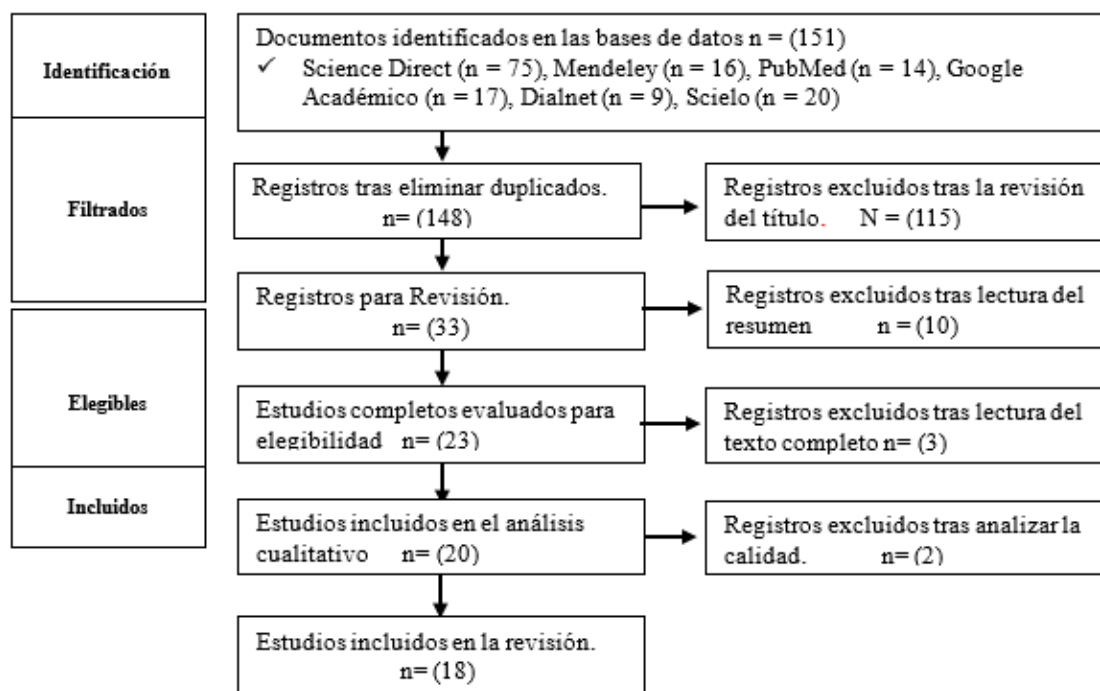 Identificación
Documentos identificados en las bases de datos n = (151)
✓ Science Direct (n = 75), Mendeley (n = 16), PubMed (n = 14), Google
Académico (n = 17), Dialnet (n = 9), Scielo (n = 20)
Filtrados
Registros tras eliminar duplicados.
n= (148)
Registros excluidos tras la revisión
del título. N = (115)
Registros para Revisión.
n= (33)
Registros excluidos tras lectura del
resumen n = (10)
Elegibles
Estudios completos evaluados para
elegibilidad n= (23)
Registros excluidos tras lectura del
texto completo n= (3)
Incluidos
Estudios incluidos en el análisis
cualitativo n= (20)
Registros excluidos tras analizar la
calidad. n= (2)
Estudios incluidos en la revisión.
n= (18)